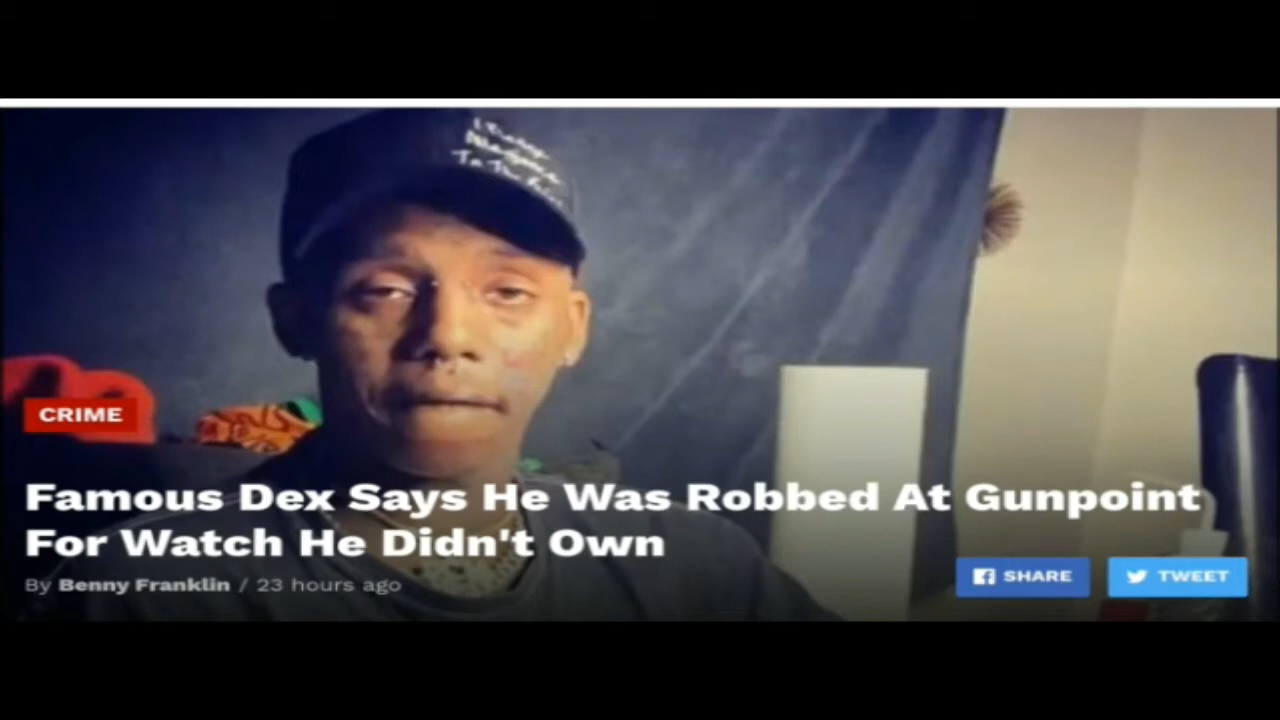 CRIME
Famous Dex Says He Was Robbed At Gunpoint
For Watch He Didn't Own
By Benny Franklin / 23 hours ago
SHARE
TWEET